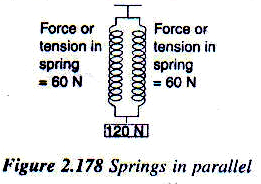 Force or
tension in
spring
= 60 N
Force or
tension in
spring
= 60 N
120 N
Figure 2.178 Springs in parallel